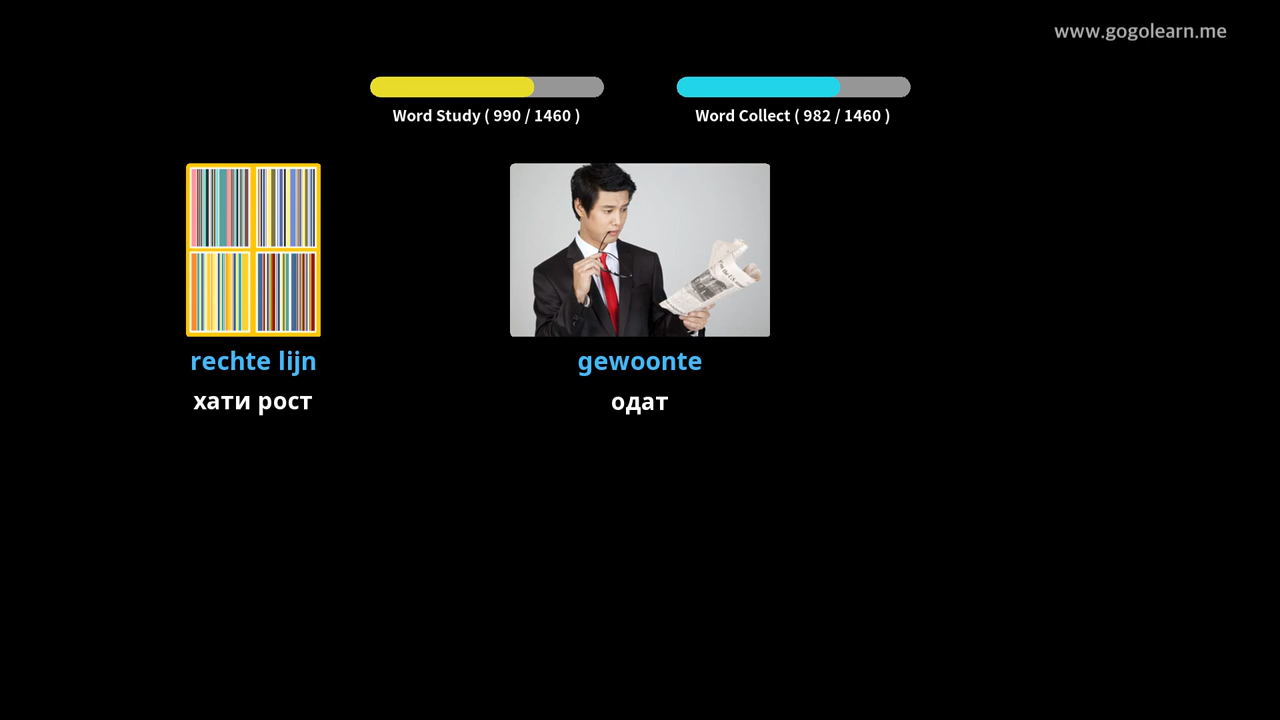 www.gogolearn.me
Word Study ( 990 / 1460 )
Word Collect ( 982 / 1460 )
rechte lijn
хати рост
gewoonte
одат